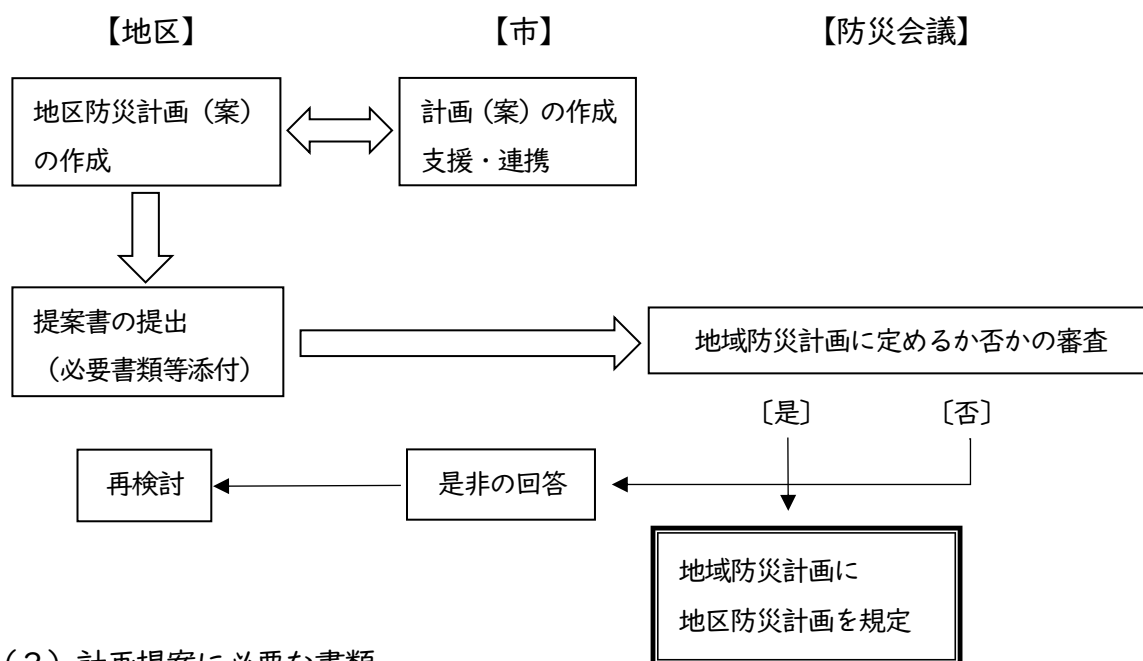 【地区】 【市】 【防災会議】
地区防災計画（案）
の作成
計画（案）の作成
支援・連携
提案書の提出
（必要書類等添付）
地域防災計画に定めるか否かの審査
〔是〕 〔否〕
再検討
是非の回答
地域防災計画に
地区防災計画を規定